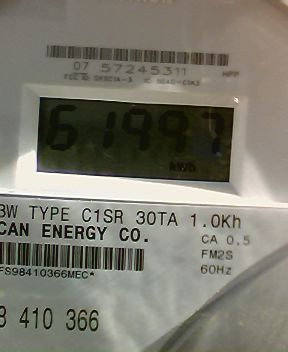 07 57245311
61997
kWh
3W TYPE C1SR 30TA 1.0Kh
CAN ENERGY CO.
CA 0.5
FM2S
60Hz
FS98410366MEC*
8 410 366